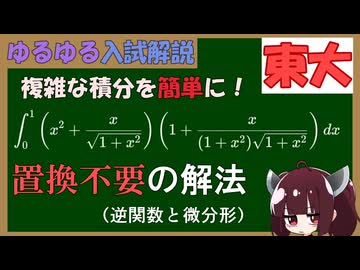 ゆるゆる入試解説
東大
複雑な積分を簡単に！
\int_0^1 \left( x^2 + \frac{x}{\sqrt{1+x^2}} \right) \left( 1 + \frac{x}{(1+x^2)\sqrt{1+x^2}} \right) dx
置換不要の解法
（逆関数と微分形）